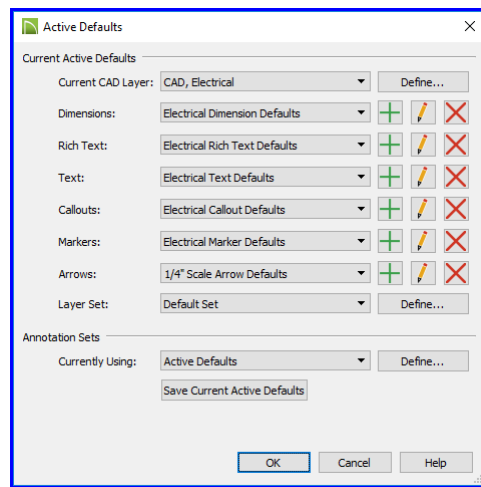 Active Defaults
Current Active Defaults
Current CAD Layer: CAD, Electrical Define...
Dimensions: Electrical Dimension Defaults
Rich Text: Electrical Rich Text Defaults
Text: Electrical Text Defaults
Callouts: Electrical Callout Defaults
Markers: Electrical Marker Defaults
Arrows: 1/4" Scale Arrow Defaults
Layer Set: Default Set Define...
Annotation Sets
Currently Using: Active Defaults Define...
Save Current Active Defaults
OK Cancel Help